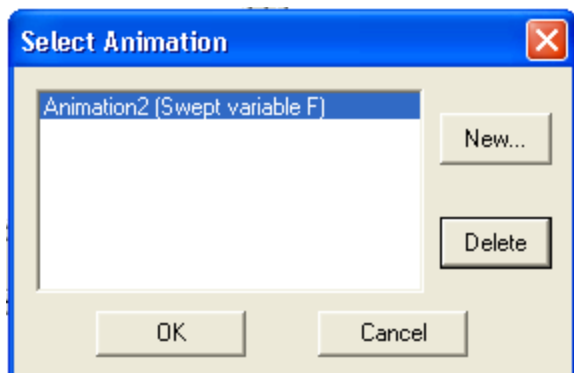 Select Animation
Animation2 (Swept variable F)
New...
Delete
OK
Cancel